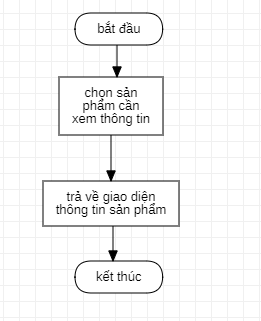 bắt đầu
chọn sản
phẩm cần
xem thông tin
trả về giao diện
thông tin sản phẩm
kết thúc